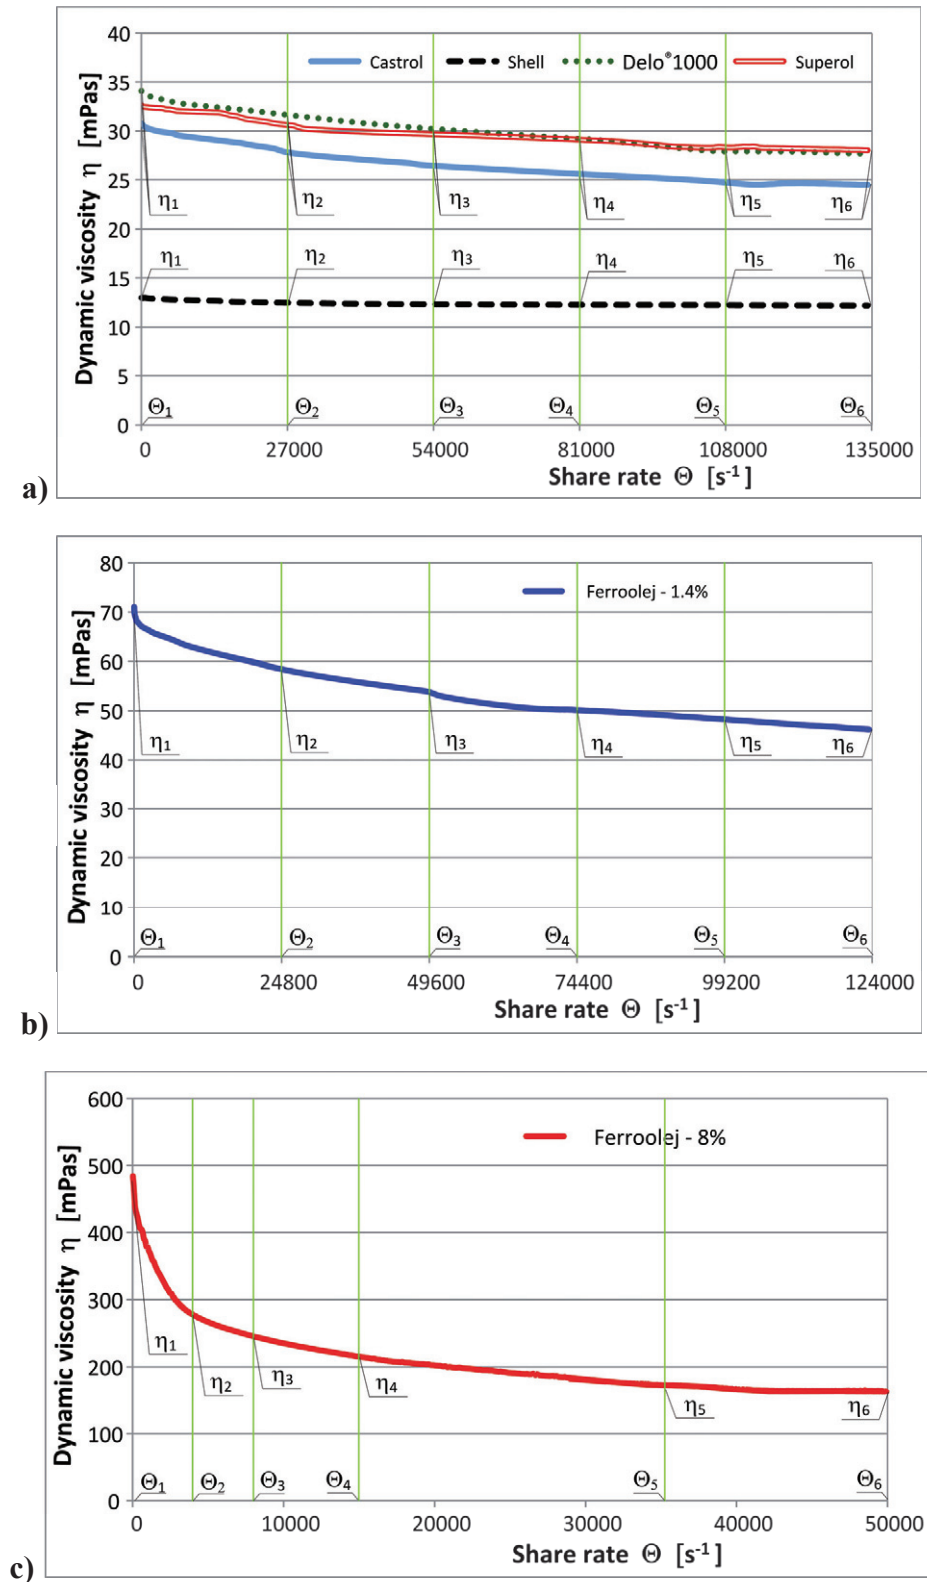 Castrol Shell Delo®1000 Superol
Dynamic viscosity η [mPas]
40
35
30
25
20
15
10
5
0
η1 η2 η3 η4 η5 η6
η1 η2 η3 η4 η5 η6
Θ1 Θ2 Θ3 Θ4 Θ5 Θ6
0 27000 54000 81000 108000 135000
Share rate Θ [s-1]
a)
Ferroolej - 1.4%
Dynamic viscosity η [mPas]
80
70
60
50
40
30
20
10
0
η1 η2 η3 η4 η5 η6
Θ1 Θ2 Θ3 Θ4 Θ5 Θ6
0 24800 49600 74400 99200 124000
Share rate Θ [s-1]
b)
Ferroolej - 8%
Dynamic viscosity η [mPas]
600
500
400
300
200
100
0
η1 η2 η3 η4 η5 η6
Θ1 Θ2 Θ3 Θ4 Θ5 Θ6
0 10000 20000 30000 40000 50000
Share rate Θ [s-1]
c)